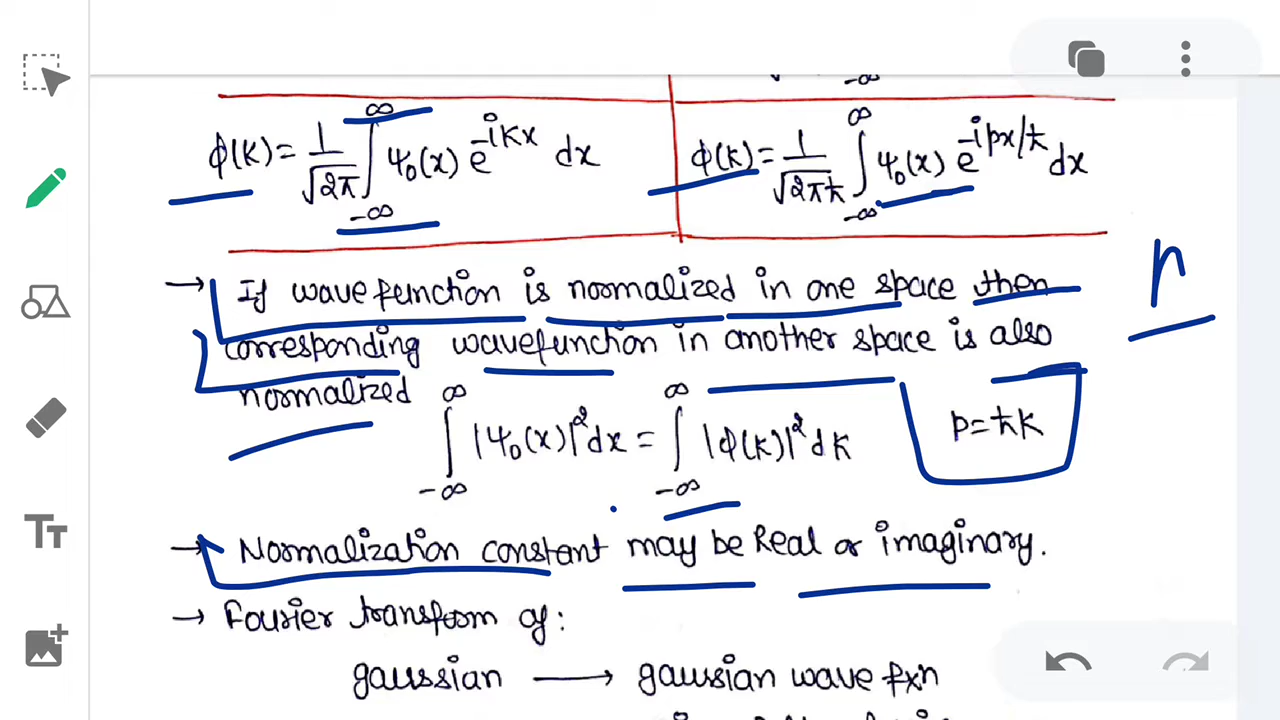 ϕ(k) = 1/√2π ∫_{-∞}^{∞} ψ₀(x) e^{-ikx} dx
ϕ(k) = 1/√2πħ ∫_{-∞}^{∞} ψ₀(x) e^{-ipx/ħ} dx
→ If wavefunction is normalized in one space then
corresponding wavefunction in another space is also
normalized
∫_{-∞}^{∞} |ψ₀(x)|² dx = ∫_{-∞}^{∞} |ϕ(k)|² dk
p = ħk
→ Normalization constant may be Real or imaginary.
→ Fourier transform of:
gaussian → gaussian wave fxn